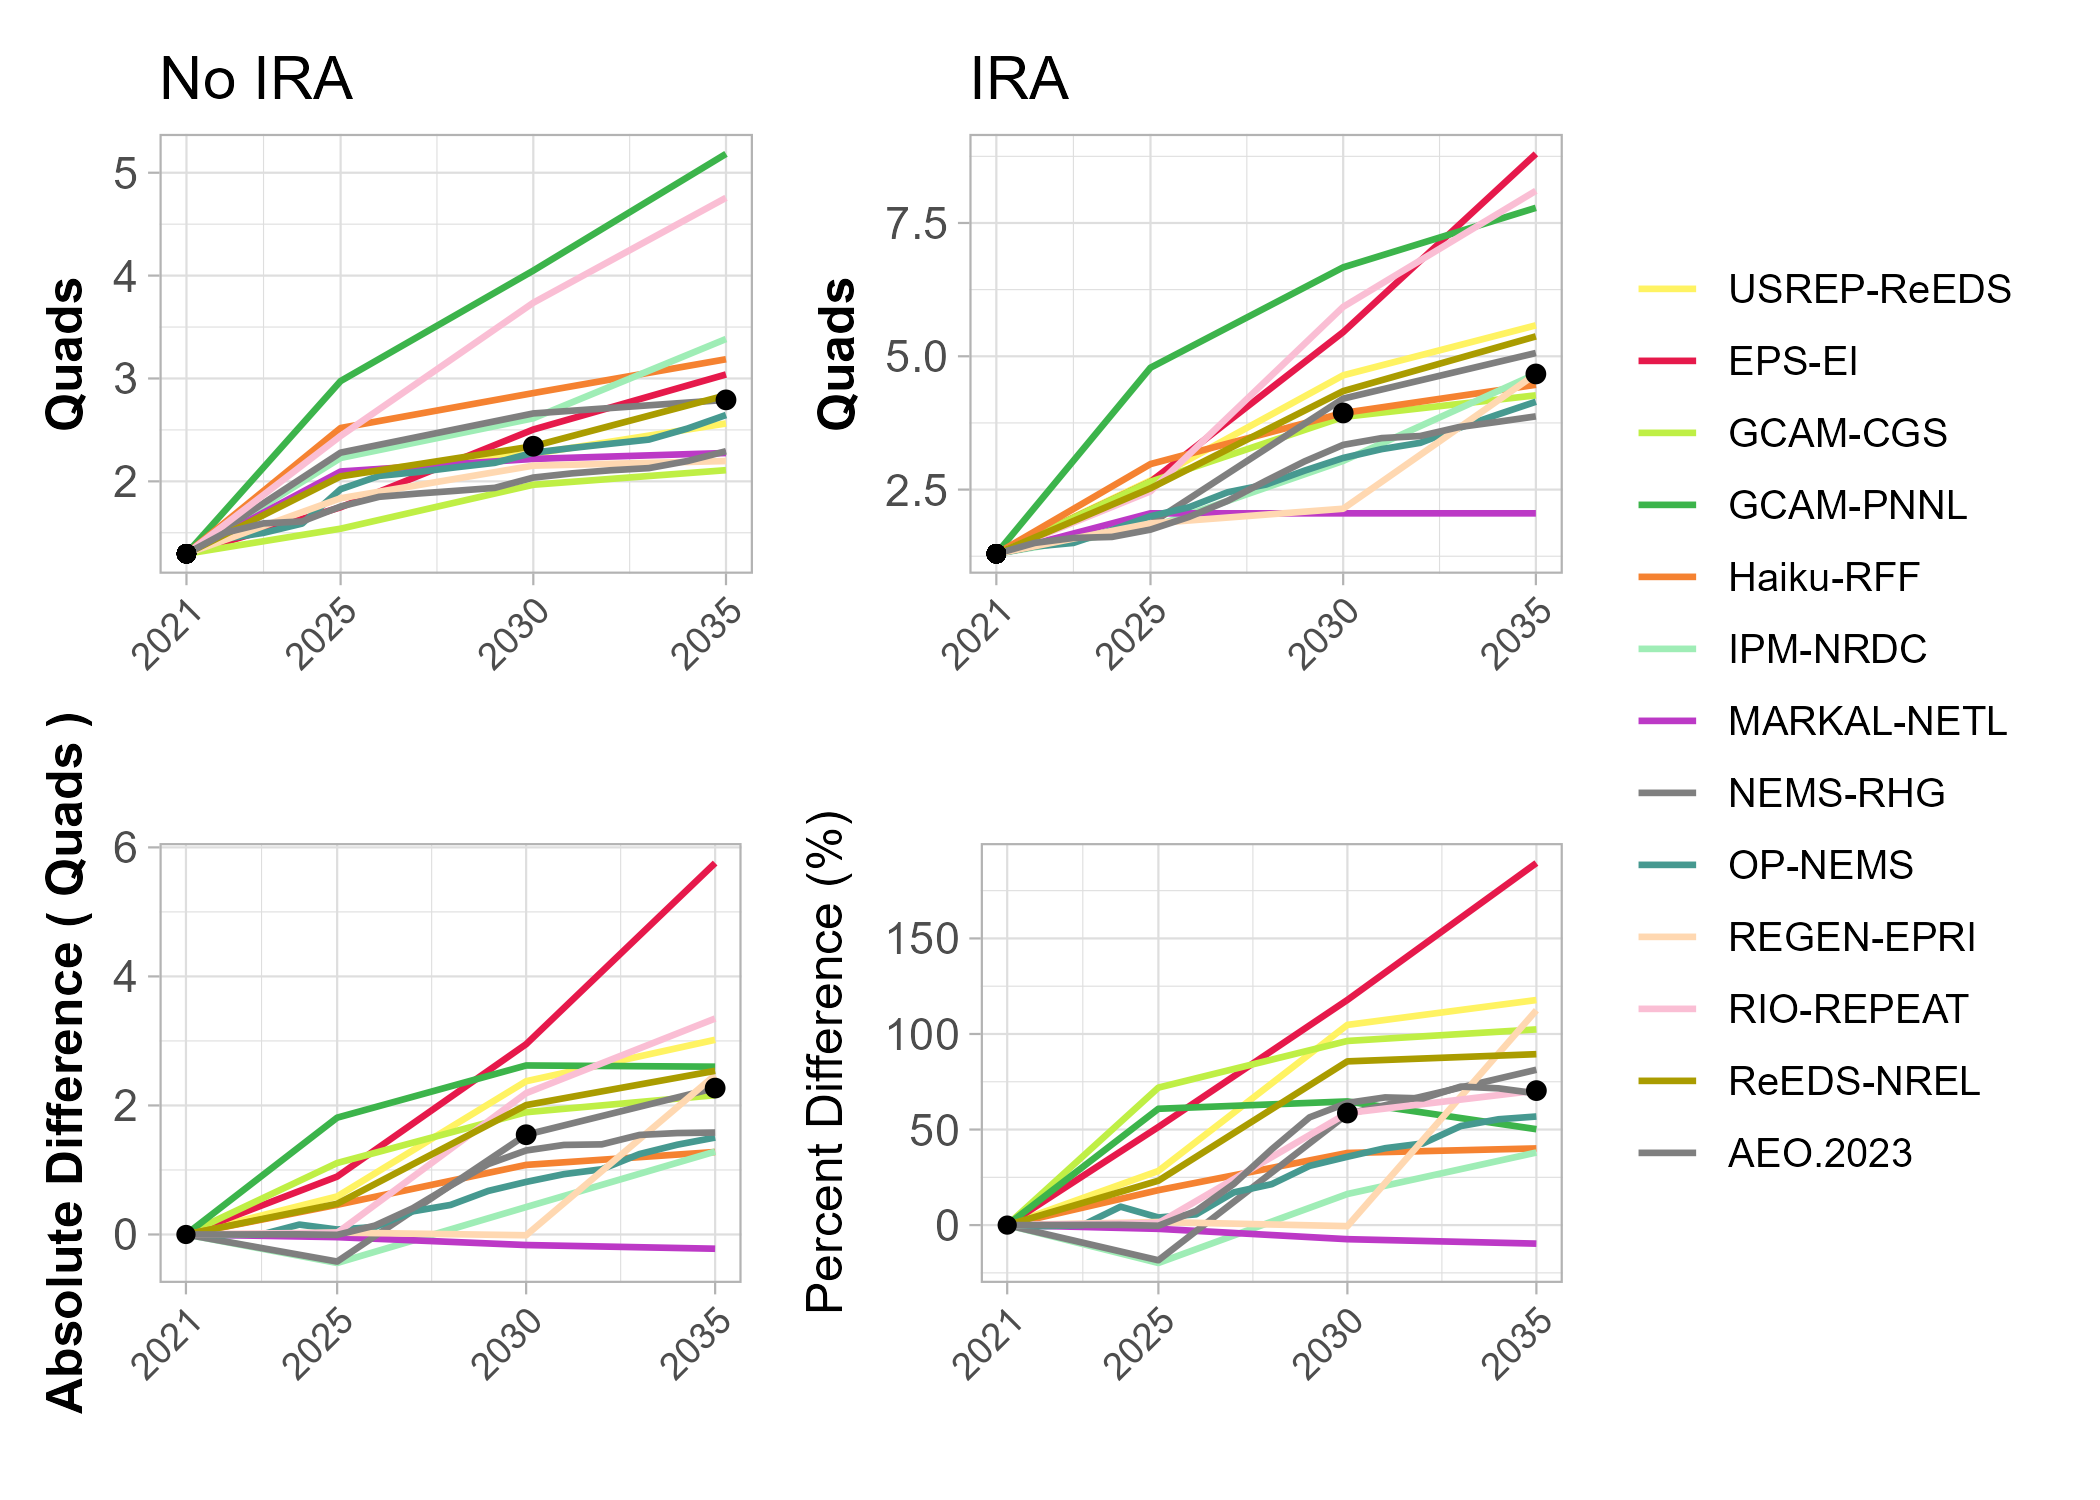 No IRA
IRA
Quads
5
4
3
2
2021
2025
2030
2035
Quads
7.5
5.0
2.5
2021
2025
2030
2035
Absolute Difference ( Quads )
6
4
2
0
2021
2025
2030
2035
Percent Difference (%)
150
100
50
0
2021
2025
2030
2035
USREP-ReEDS
EPS-EI
GCAM-CGS
GCAM-PNNL
Haiku-RFF
IPM-NRDC
MARKAL-NETL
NEMS-RHG
OP-NEMS
REGEN-EPRI
RIO-REPEAT
ReEDS-NREL
AEO.2023